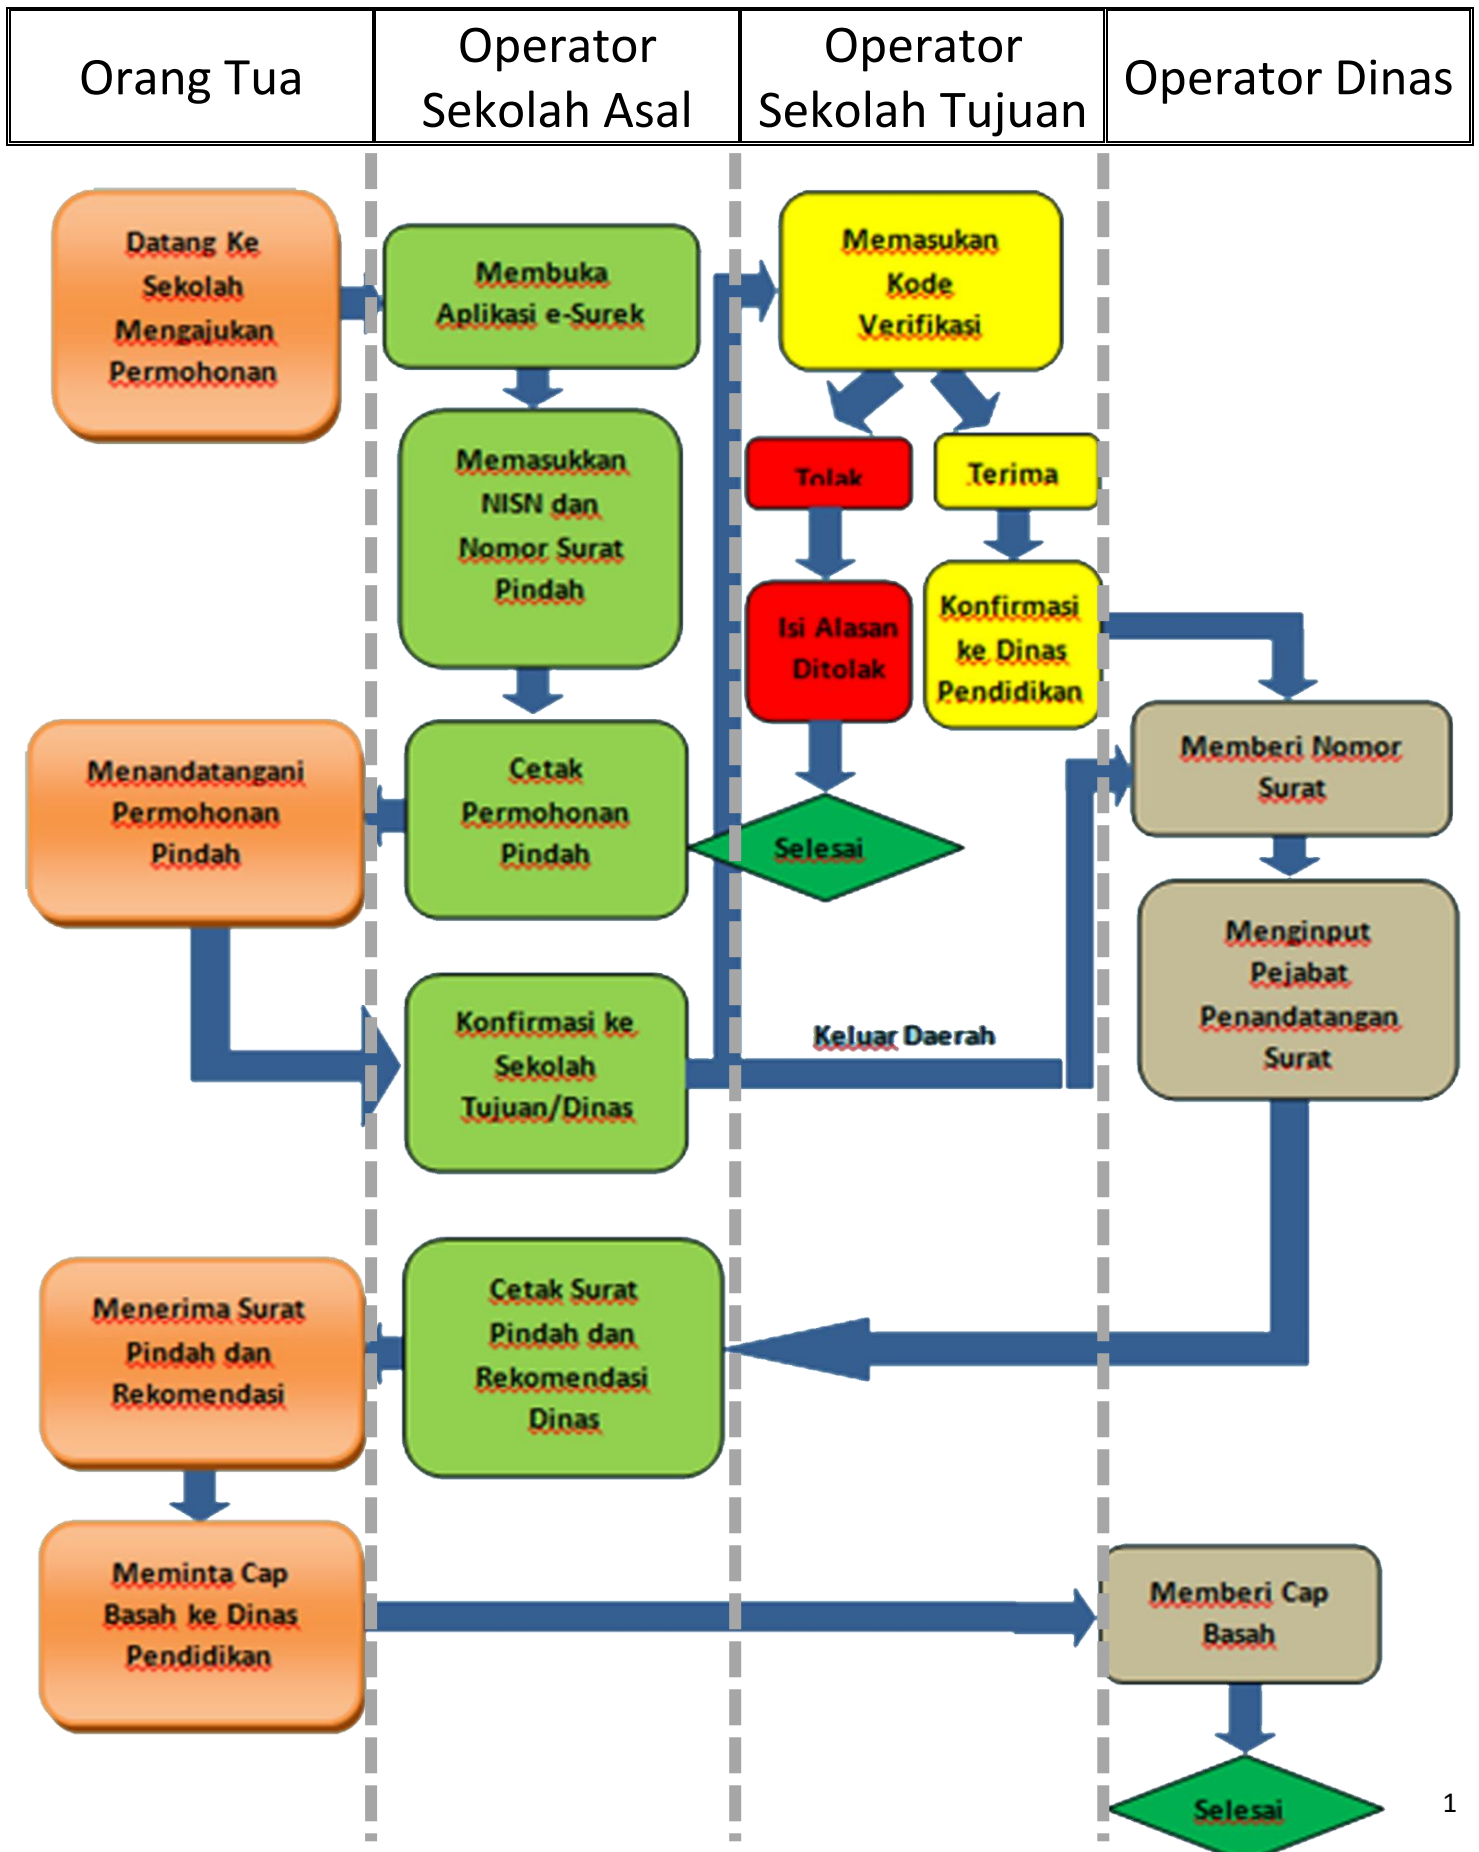 Orang Tua
Operator
Sekolah Asal
Operator
Sekolah Tujuan
Operator Dinas
Datang Ke
Sekolah
Mengajukan
Permohonan
Membuka
Aplikasi e-Surek
Memasukan
Kode
Verifikasi
Memasukkan
NISN dan
Nomor Surat
Pindah
Tolak
Terima
Isi Alasan
Ditolak
Konfirmasi
ke Dinas
Pendidikan
Menandatangani
Permohonan
Pindah
Cetak
Permohonan
Pindah
Selesai
Memberi Nomor
Surat
Menginput
Pejabat
Penandatangan
Surat
Konfirmasi ke
Sekolah
Tujuan/Dinas
Keluar Daerah
Menerima Surat
Pindah dan
Rekomendasi
Cetak Surat
Pindah dan
Rekomendasi
Dinas
Meminta Cap
Basah ke Dinas
Pendidikan
Memberi Cap
Basah
Selesai
1